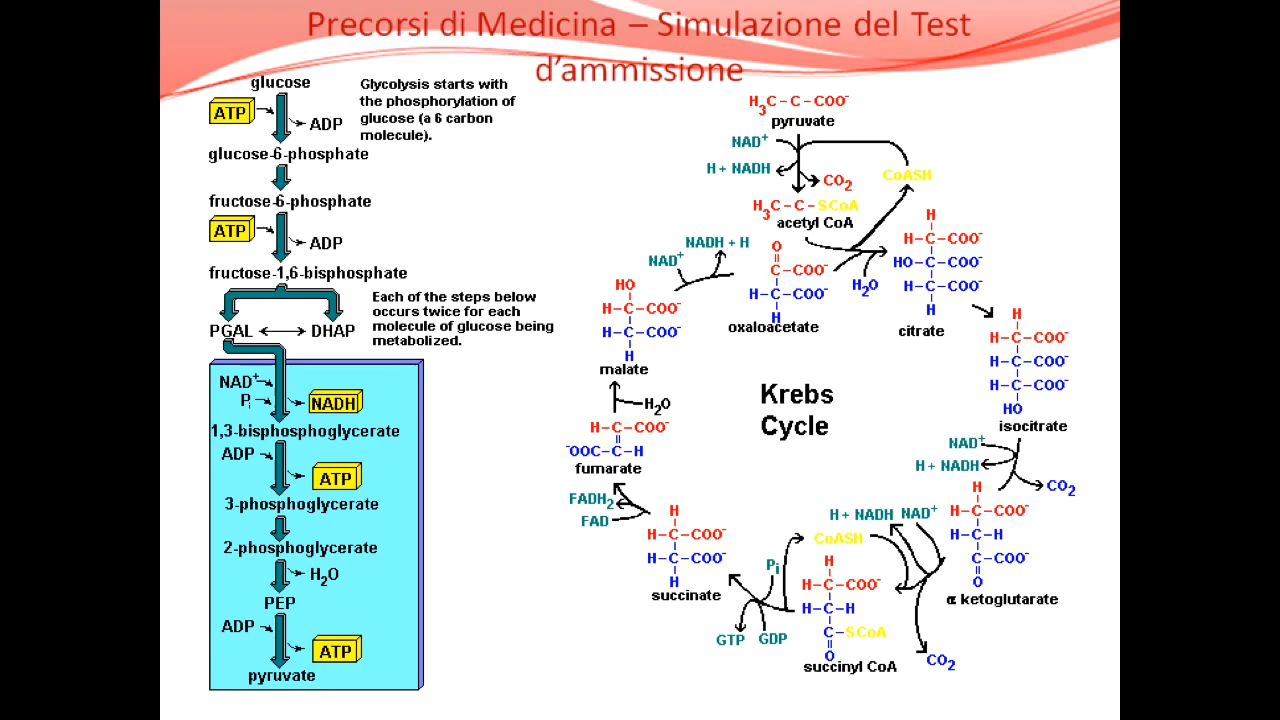 Precorsi di Medicina – Simulazione del Test
d'ammissione
glucose
Glycolysis starts with
the phosphorylation of
glucose (a 6 carbon
molecule).
ATP
ADP
glucose-6-phosphate
fructose-6-phosphate
ATP
ADP
fructose-1,6-bisphosphate
Each of the steps below
occurs twice for each
molecule of glucose being
metabolized.
PGAL
DHAP
NAD+
Pi
NADH
1,3-bisphosphoglycerate
ADP
ATP
3-phosphoglycerate
2-phosphoglycerate
H2O
PEP
ADP
ATP
pyruvate
H3C-C-COO-
pyruvate
NAD+
H + NADH
CO2
CoASH
H3C-C-SCoA
acetyl CoA
NADH + H
NAD+
O
C-COO-
H-C-COO-
H
oxaloacetate
H2O
H
H-C-COO-
HO-C-COO-
H-C-COO-
H
citrate
H
H-C-COO-
H-C-COO-
H-C-COO-
HO
isocitrate
NAD+
H + NADH
CO2
H
H-C-COO-
H-C-H
C-COO-
O
α ketoglutarate
H + NADH
NAD+
CO2
CoASH
H
H-C-COO-
H-C-H
C-SCoA
O
succinyl CoA
Pi
GTP
GDP
H
H-C-COO-
H-C-COO-
H
succinate
FADH2
FAD
H-C-COO-
-OOC-C-H
fumarate
H2O
HO
H-C-COO-
H-C-COO-
H
malate
Krebs
Cycle